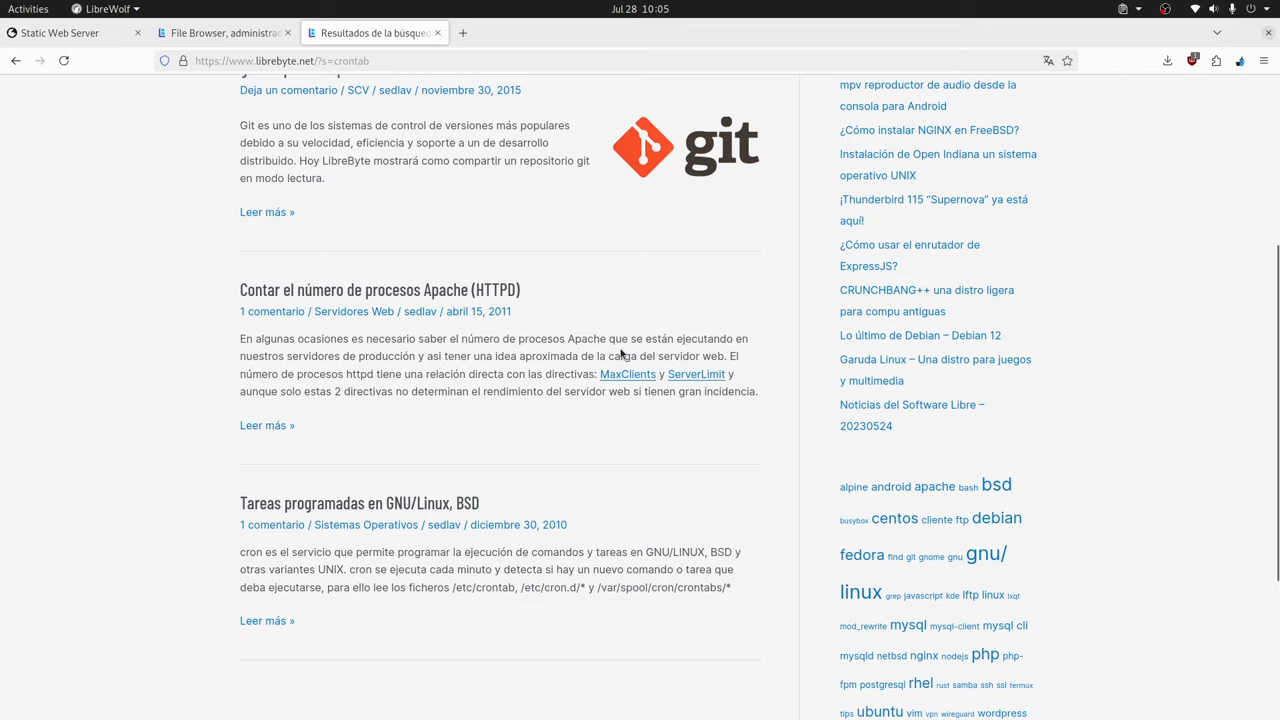 Activities
LibreWolf
Jul 28 10:05
Static Web Server
File Browser, administrad
Resultados de la búsqued
https://www.librebyte.net/?s=crontab
Deja un comentario / SCV / sedlav / noviembre 30, 2015
Git es uno de los sistemas de control de versiones más populares
debido a su velocidad, eficiencia y soporte a un de desarrollo
distribuido. Hoy LibreByte mostrará como compartir un repositorio git
en modo lectura.
git
Leer más »
Contar el número de procesos Apache (HTTPD)
1 comentario / Servidores Web / sedlav / abril 15, 2011
En algunas ocasiones es necesario saber el número de procesos Apache que se están ejecutando en
nuestros servidores de producción y asi tener una idea aproximada de la carga del servidor web. El
número de procesos httpd tiene una relación directa con las directivas: MaxClients y ServerLimit y
aunque solo estas 2 directivas no determinan el rendimiento del servidor web si tienen gran incidencia.
Leer más »
Tareas programadas en GNU/Linux, BSD
1 comentario / Sistemas Operativos / sedlav / diciembre 30, 2010
cron es el servicio que permite programar la ejecución de comandos y tareas en GNU/LINUX, BSD y
otras variantes UNIX. cron se ejecuta cada minuto y detecta si hay un nuevo comando o tarea que
deba ejecutarse, para ello lee los ficheros /etc/crontab, /etc/cron.d/* y /var/spool/cron/crontabs/*
Leer más »
mpv reproductor de audio desde la
consola para Android
¿Cómo instalar NGINX en FreeBSD?
Instalación de Open Indiana un sistema
operativo UNIX
¡Thunderbird 115 “Supernova” ya está
aquí!
¿Cómo usar el enrutador de
ExpressJS?
CRUNCHBANG++ una distro ligera
para compu antiguas
Lo último de Debian – Debian 12
Garuda Linux – Una distro para juegos
y multimedia
Noticias del Software Libre –
20230524
alpine android apache bash bsd
busybox centos cliente ftp debian
fedora find git gnome gnu gnu/
linux grep javascript kde lftp linux lxqt
mod_rewrite mysql mysql-client mysql cli
mysqld netbsd nginx nodejs php php-
fpm postgresql rhel rust samba ssh ssl termux
tips ubuntu vim vpn wireguard wordpress